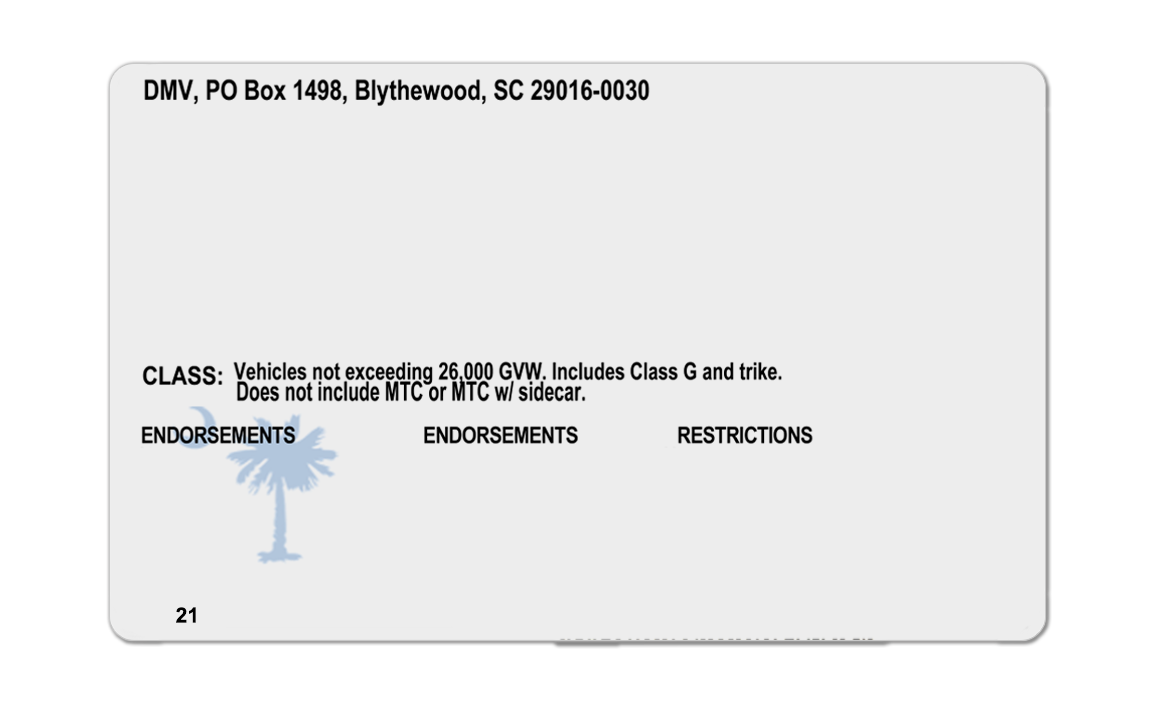 DMV, PO Box 1498, Blythewood, SC 29016-0030
CLASS: Vehicles not exceeding 26,000 GVW. Includes Class G and trike.
Does not include MTC or MTC w/ sidecar.
ENDORSEMENTS ENDORSEMENTS RESTRICTIONS
21